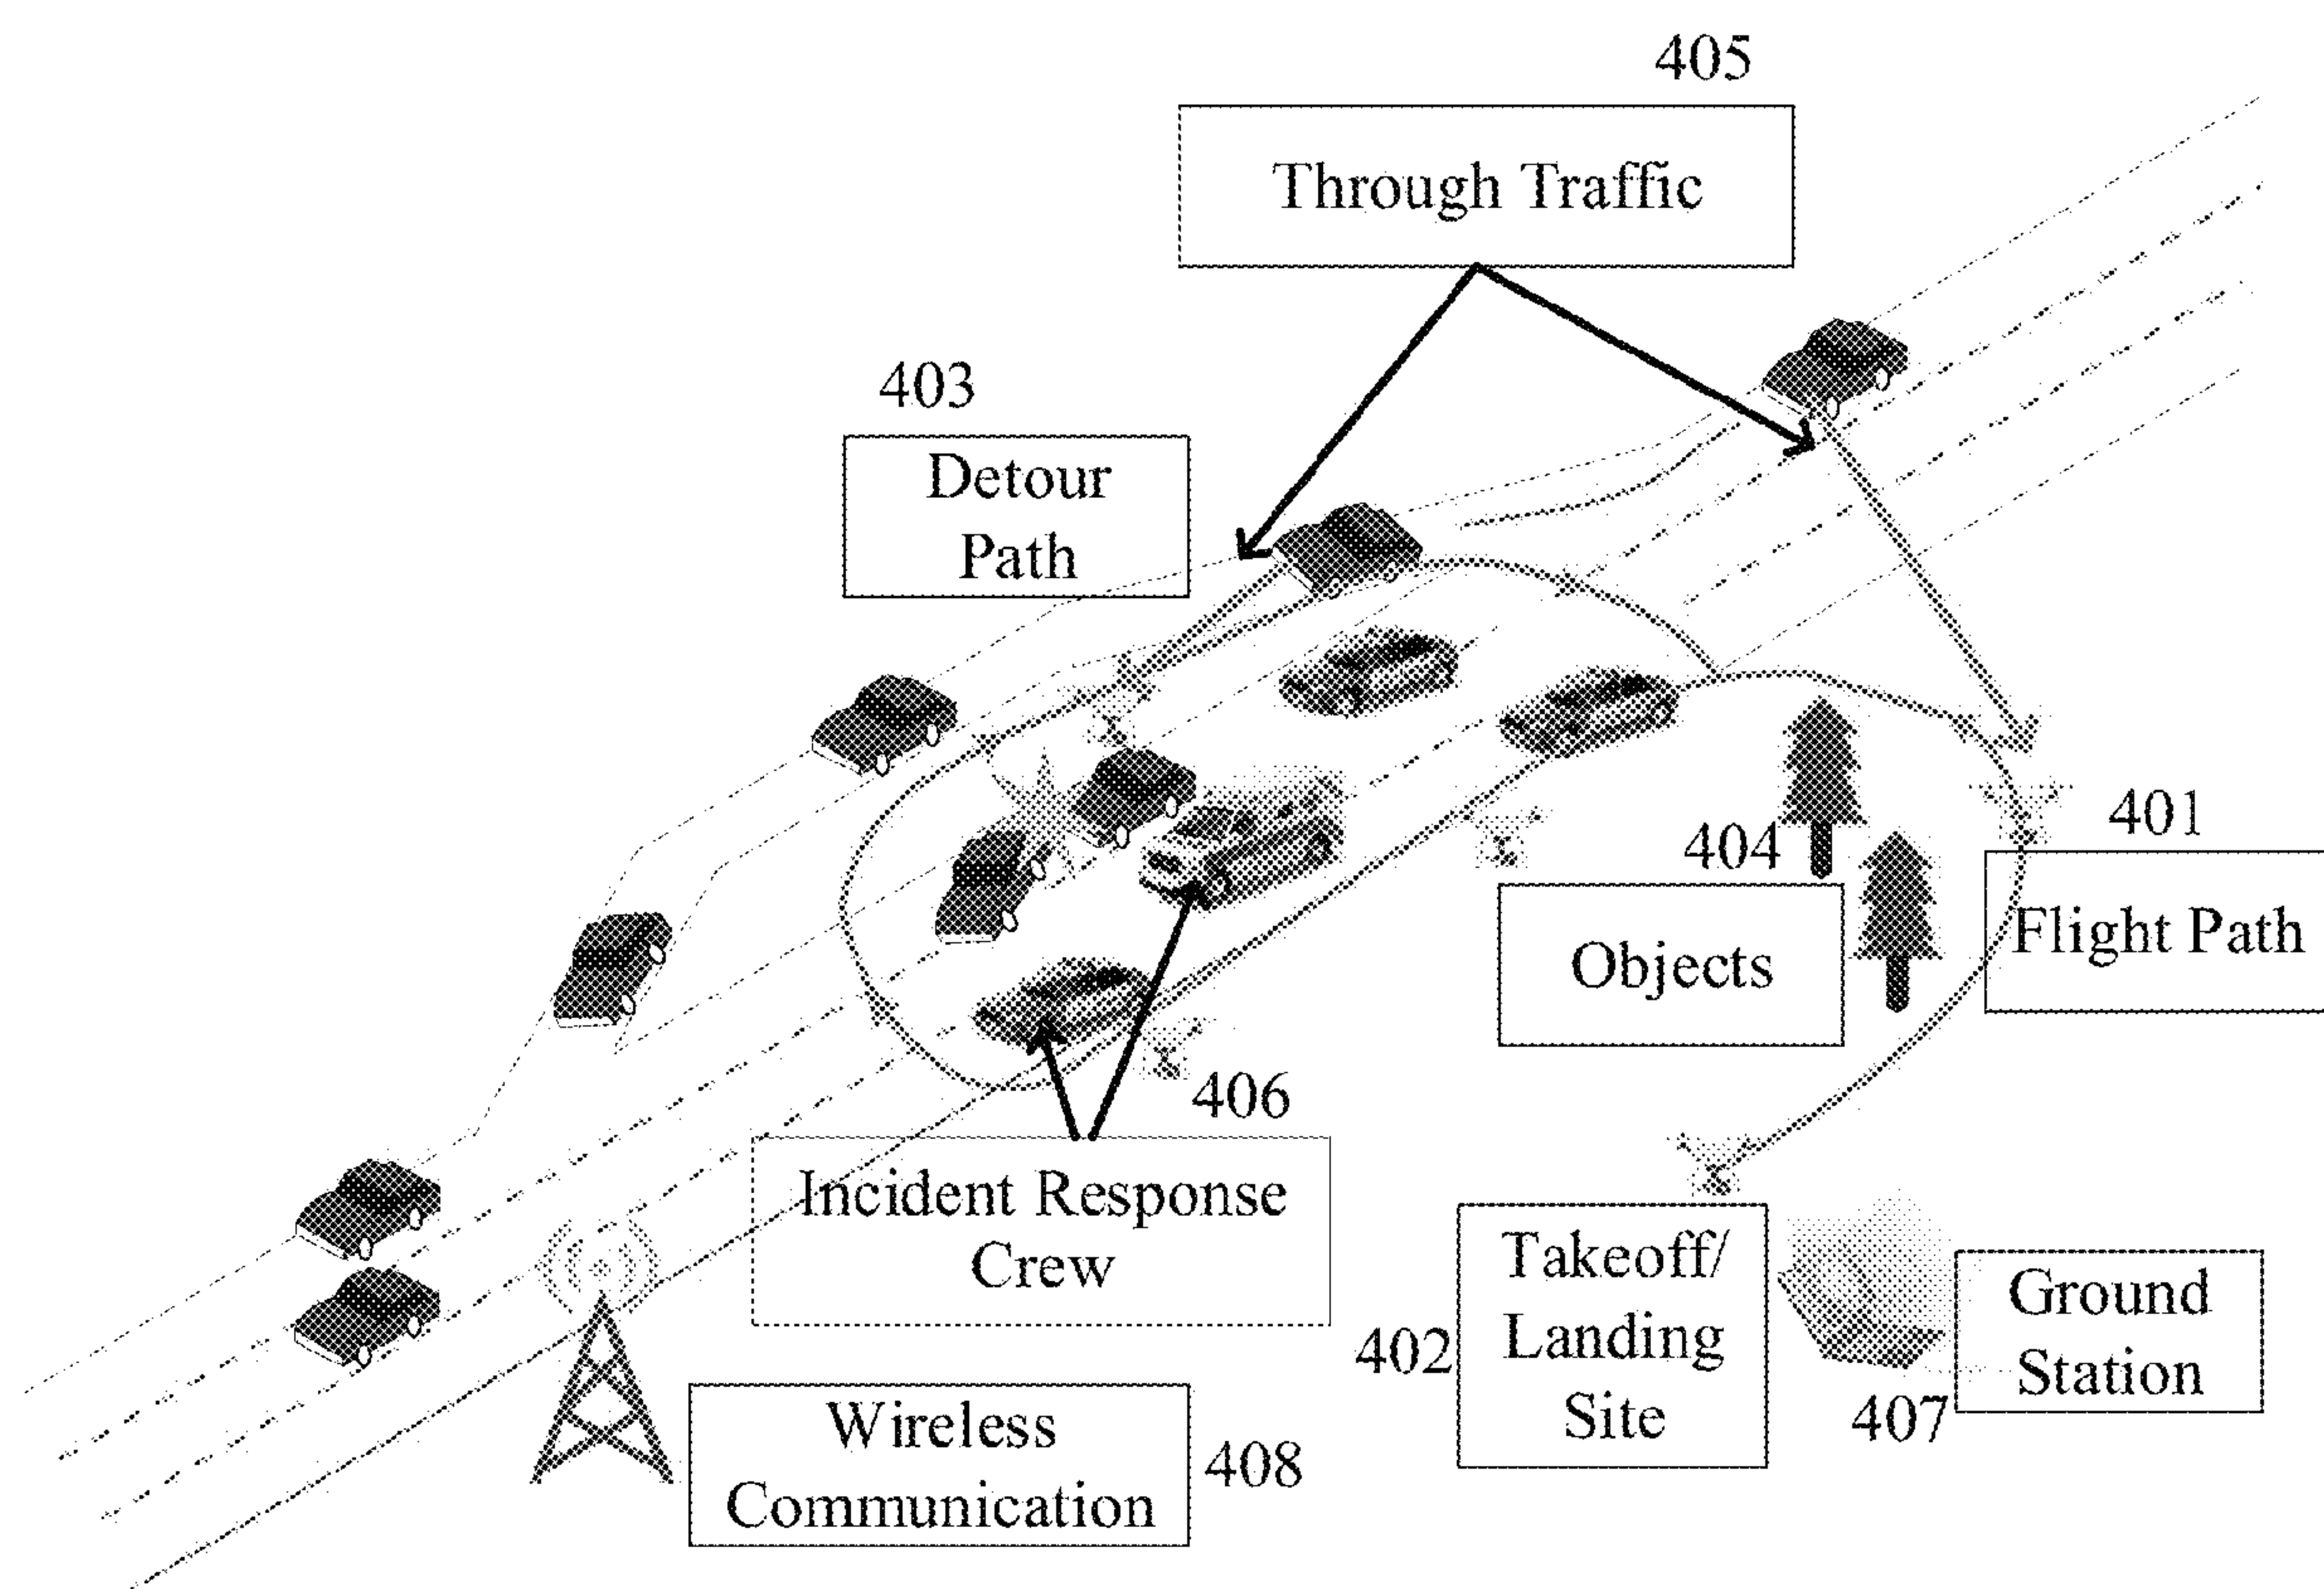 405
Through Traffic
403
Detour
Path
401
Flight Path
404
Objects
406
Incident Response
Crew
402
Takeoff/
Landing
Site
Ground
Station
407
Wireless
Communication
408